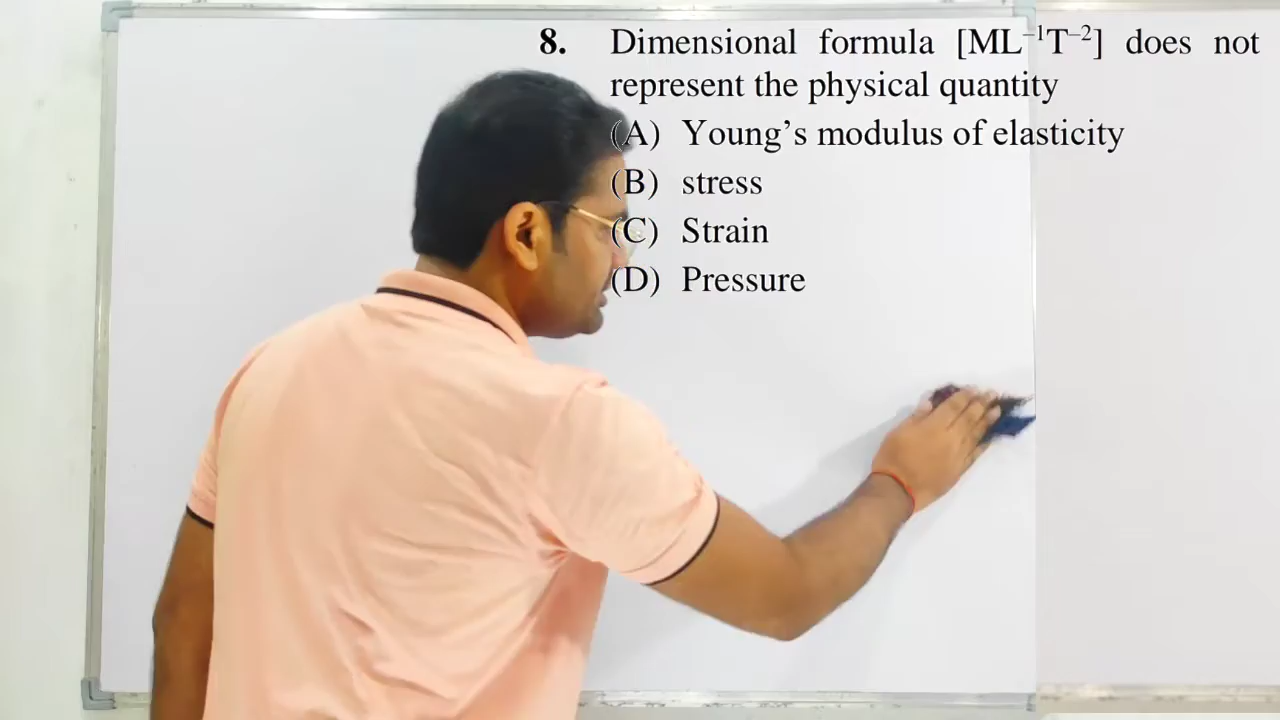 8. Dimensional formula [ML⁻¹T⁻²] does not
represent the physical quantity
(A) Young's modulus of elasticity
(B) stress
(C) Strain
(D) Pressure